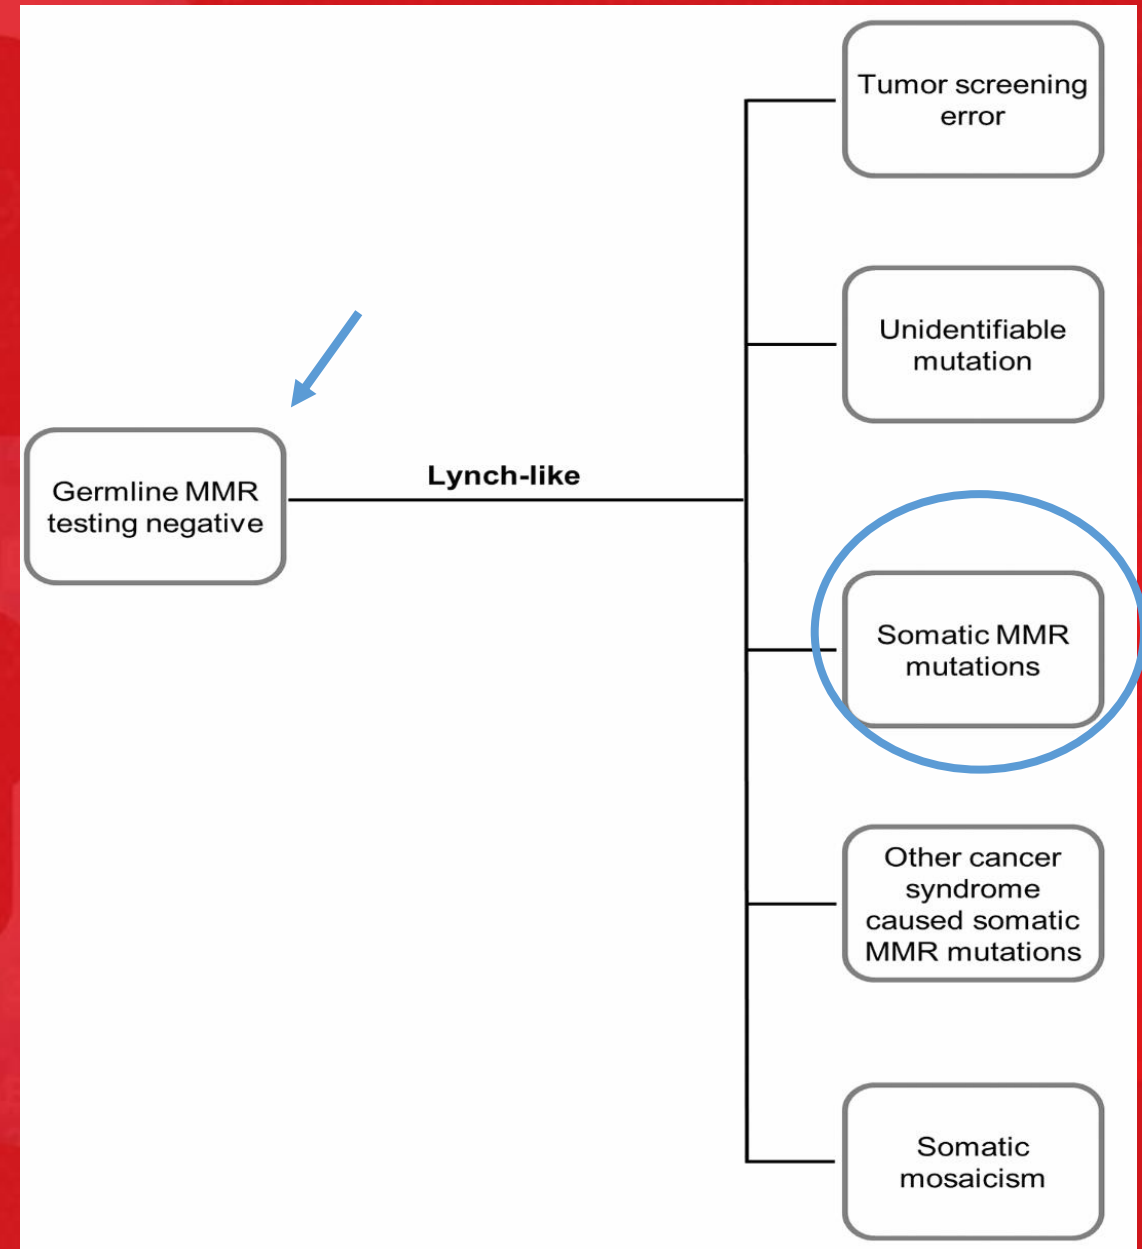 Tumor screening
error
Unidentifiable
mutation
Germline MMR
testing negative
Lynch-like
Somatic MMR
mutations
Other cancer
syndrome
caused somatic
MMR mutations
Somatic
mosaicism